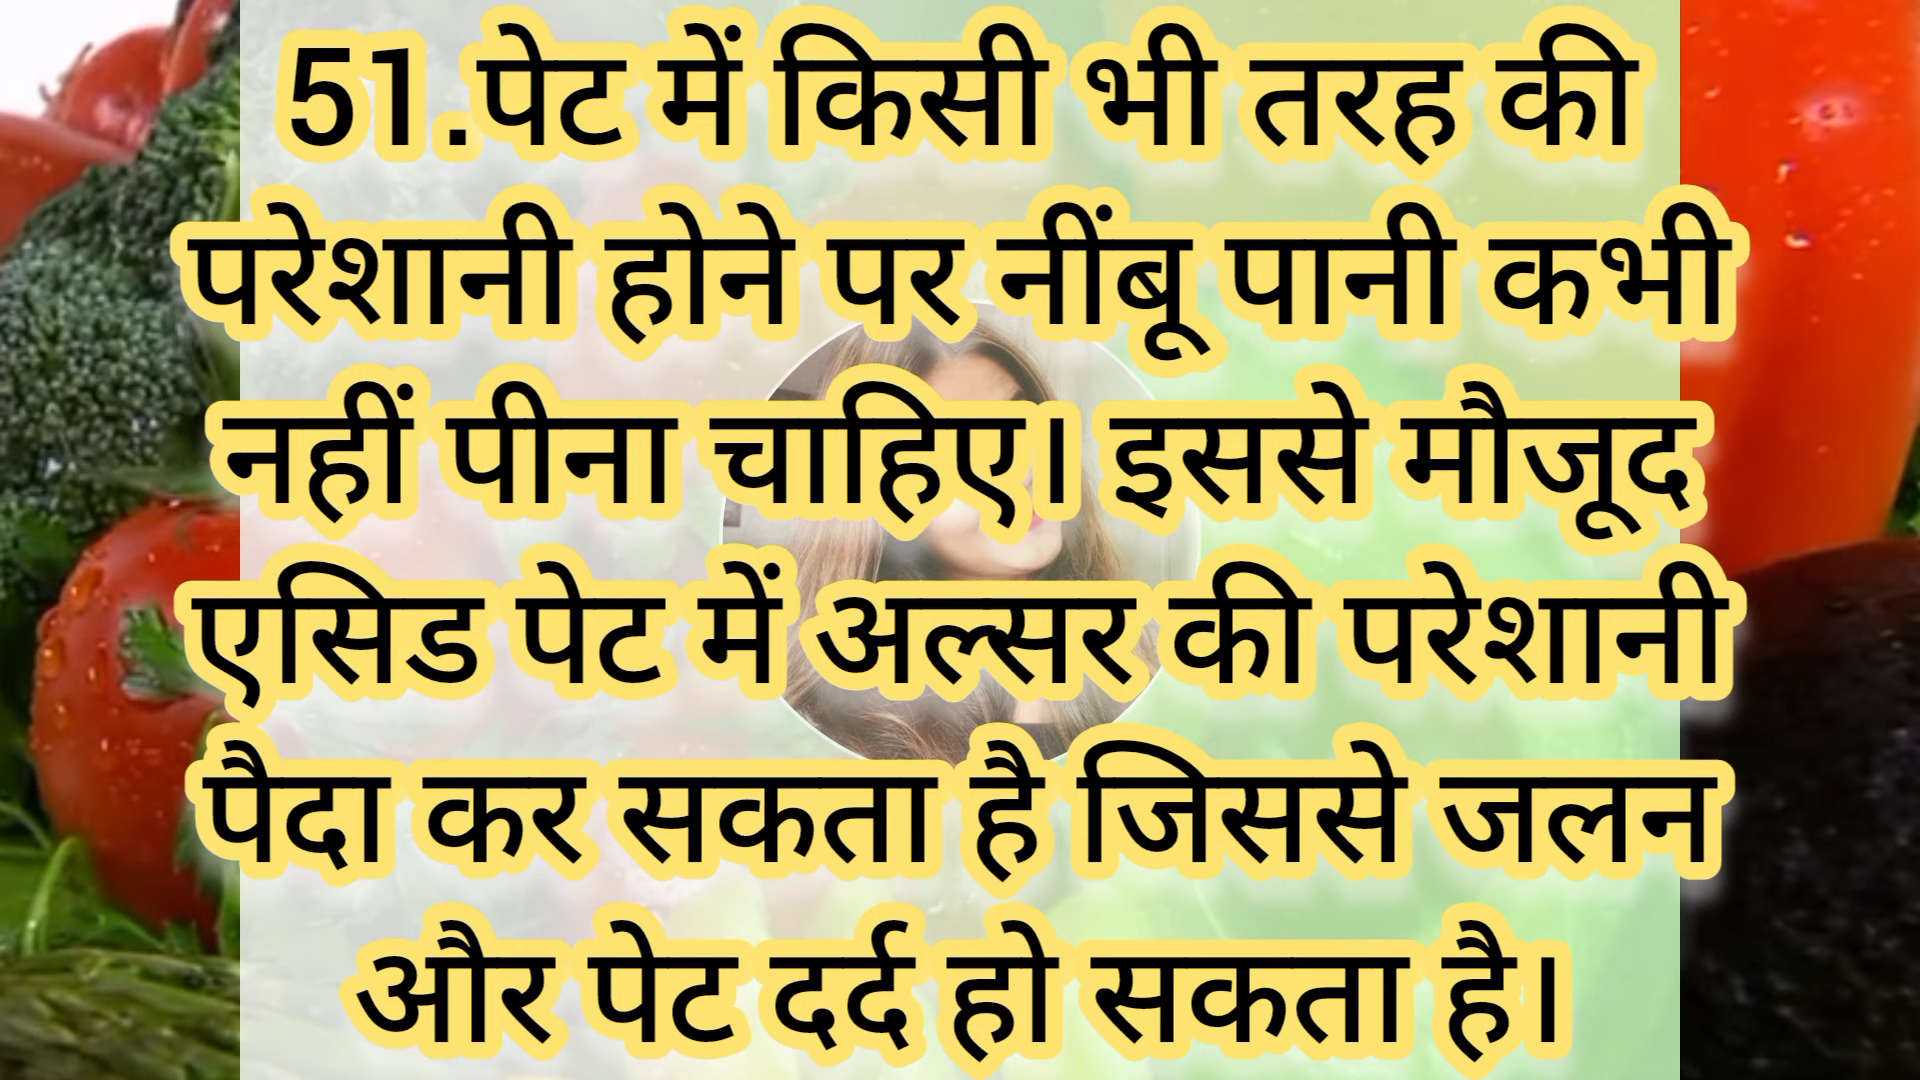 51.पेट में किसी भी तरह की
परेशानी होने पर नींबू पानी कभी
नहीं पीना चाहिए। इससे मौजूद
एसिड पेट में अल्सर की परेशानी
पैदा कर सकता है जिससे जलन
और पेट दर्द हो सकता है।